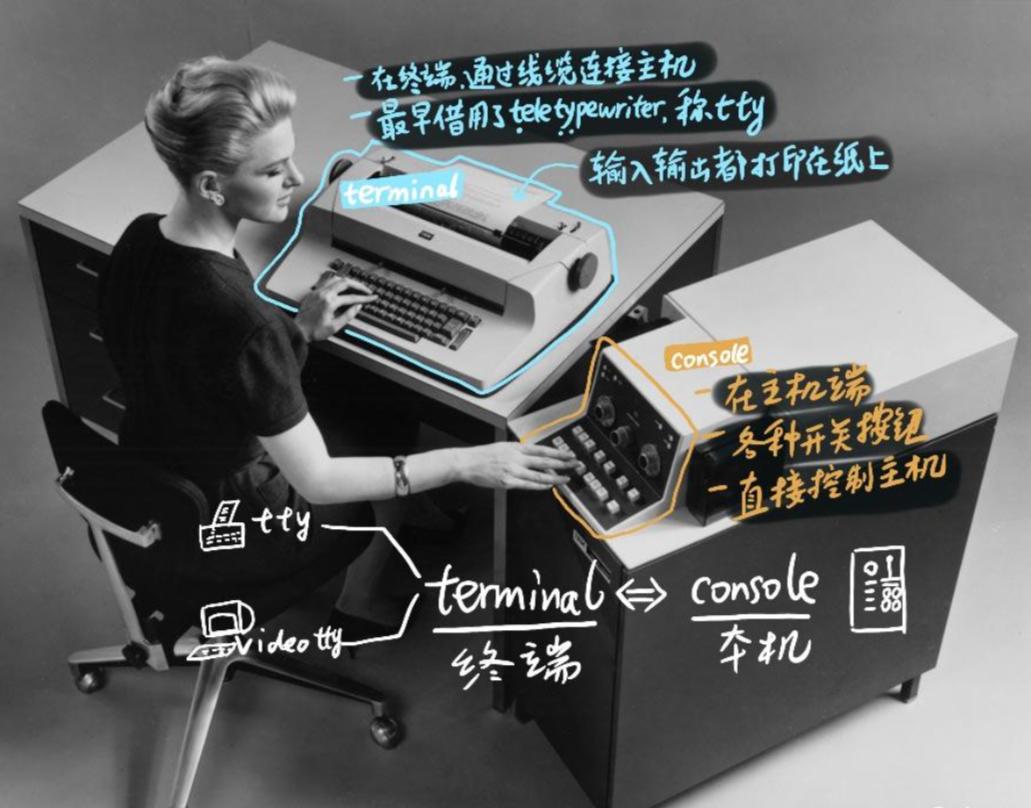 - 在终端,通过线缆连接主机
- 最早借用了teletypewriter,称tty
输入输出都打印在纸上
terminal
console
- 在主机端
- 各种开关按钮
- 直接控制主机
tty
terminal ⇔ console
videotty
终端
本机